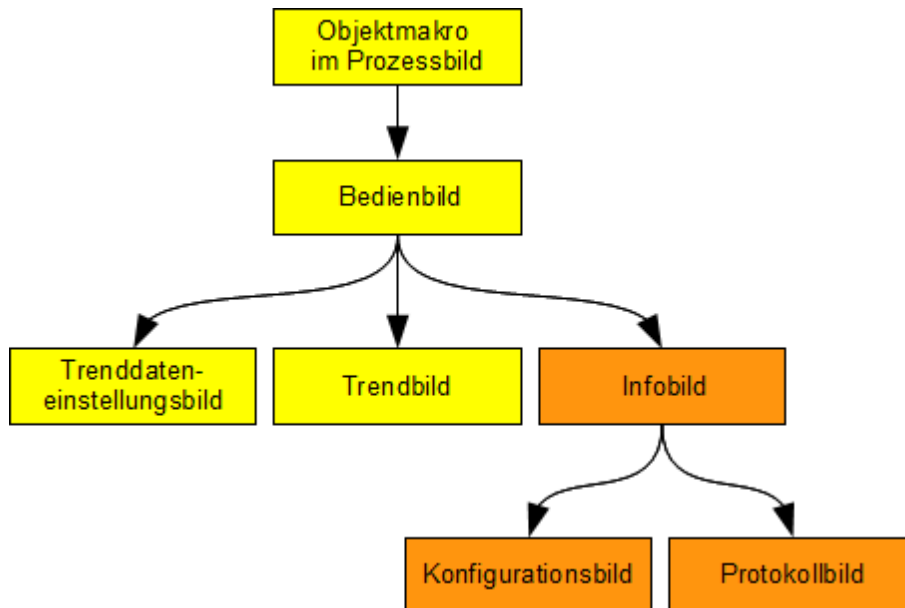 Objektmakro
im Prozessbild
Bedienbild
Trenddaten-
einstellungsbild
Trendbild
Infobild
Konfigurationsbild
Protokollbild